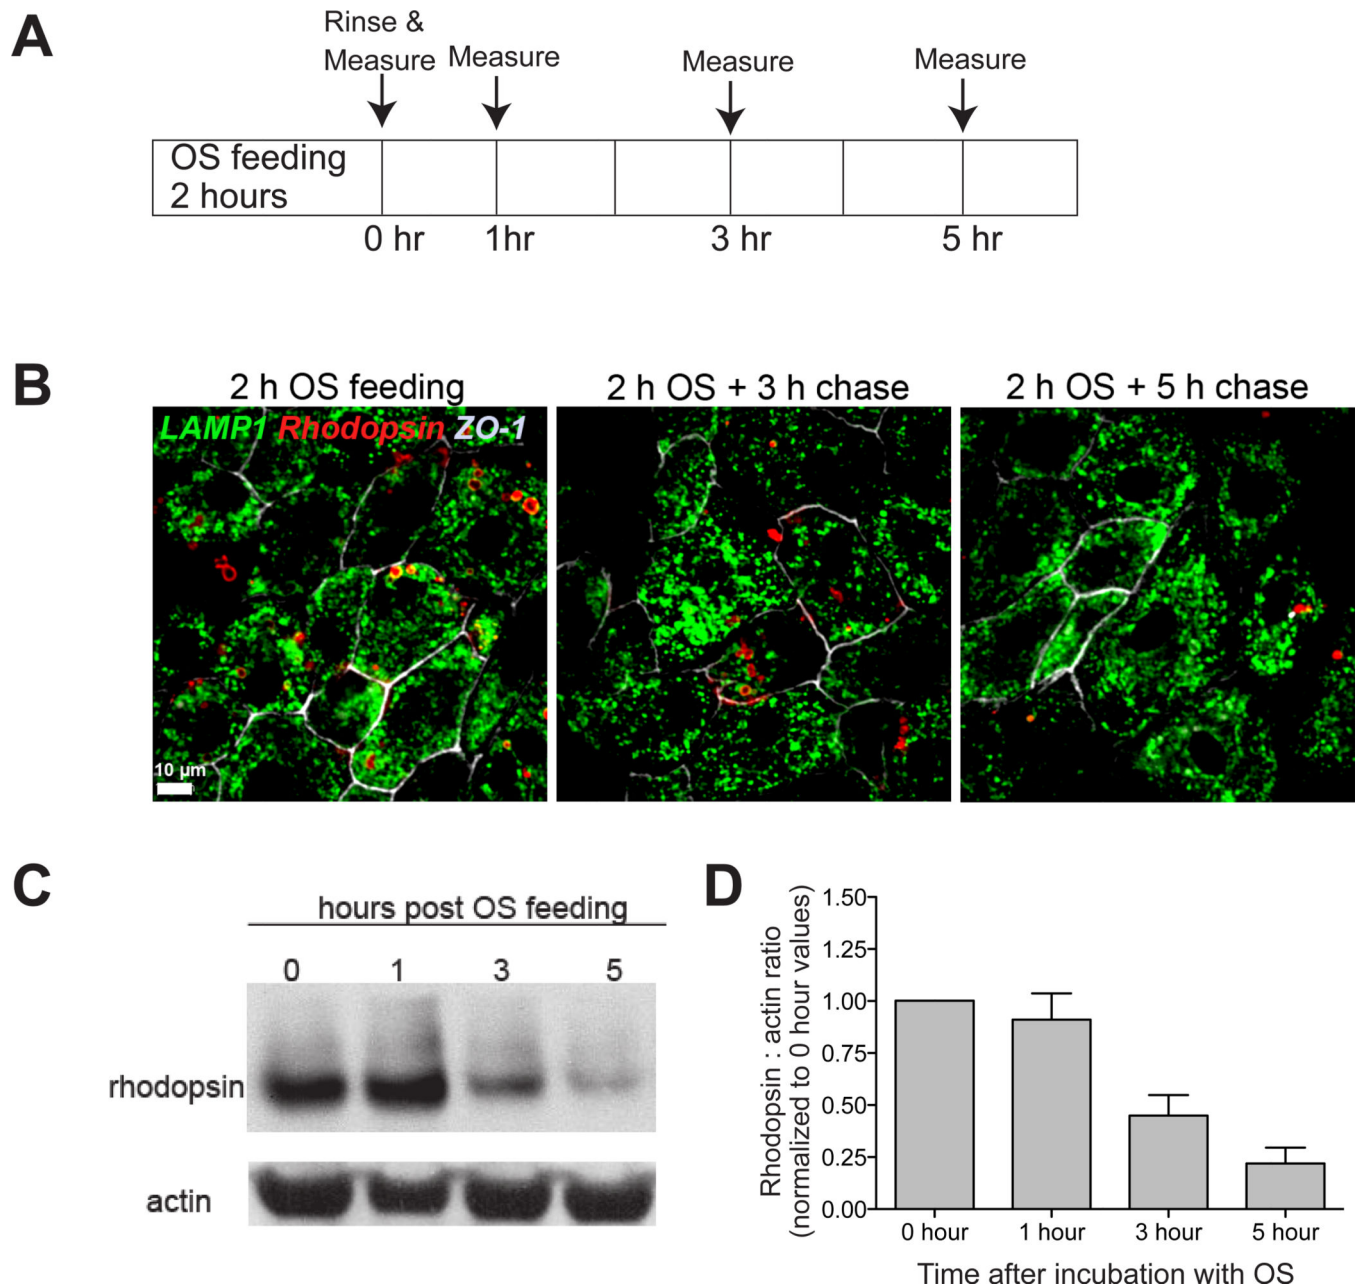 A
Rinse &
Measure Measure Measure Measure
OS feeding
2 hours
0 hr 1hr 3 hr 5 hr
B
2 h OS feeding 2 h OS + 3 h chase 2 h OS + 5 h chase
LAMP1 Rhodopsin ZO-1
10 µm
C
hours post OS feeding
0 1 3 5
rhodopsin
actin
D
Rhodopsin : actin ratio
(normalized to 0 hour values)
1.50
1.25
1.00
0.75
0.50
0.25
0.00
0 hour 1 hour 3 hour 5 hour
Time after incubation with OS